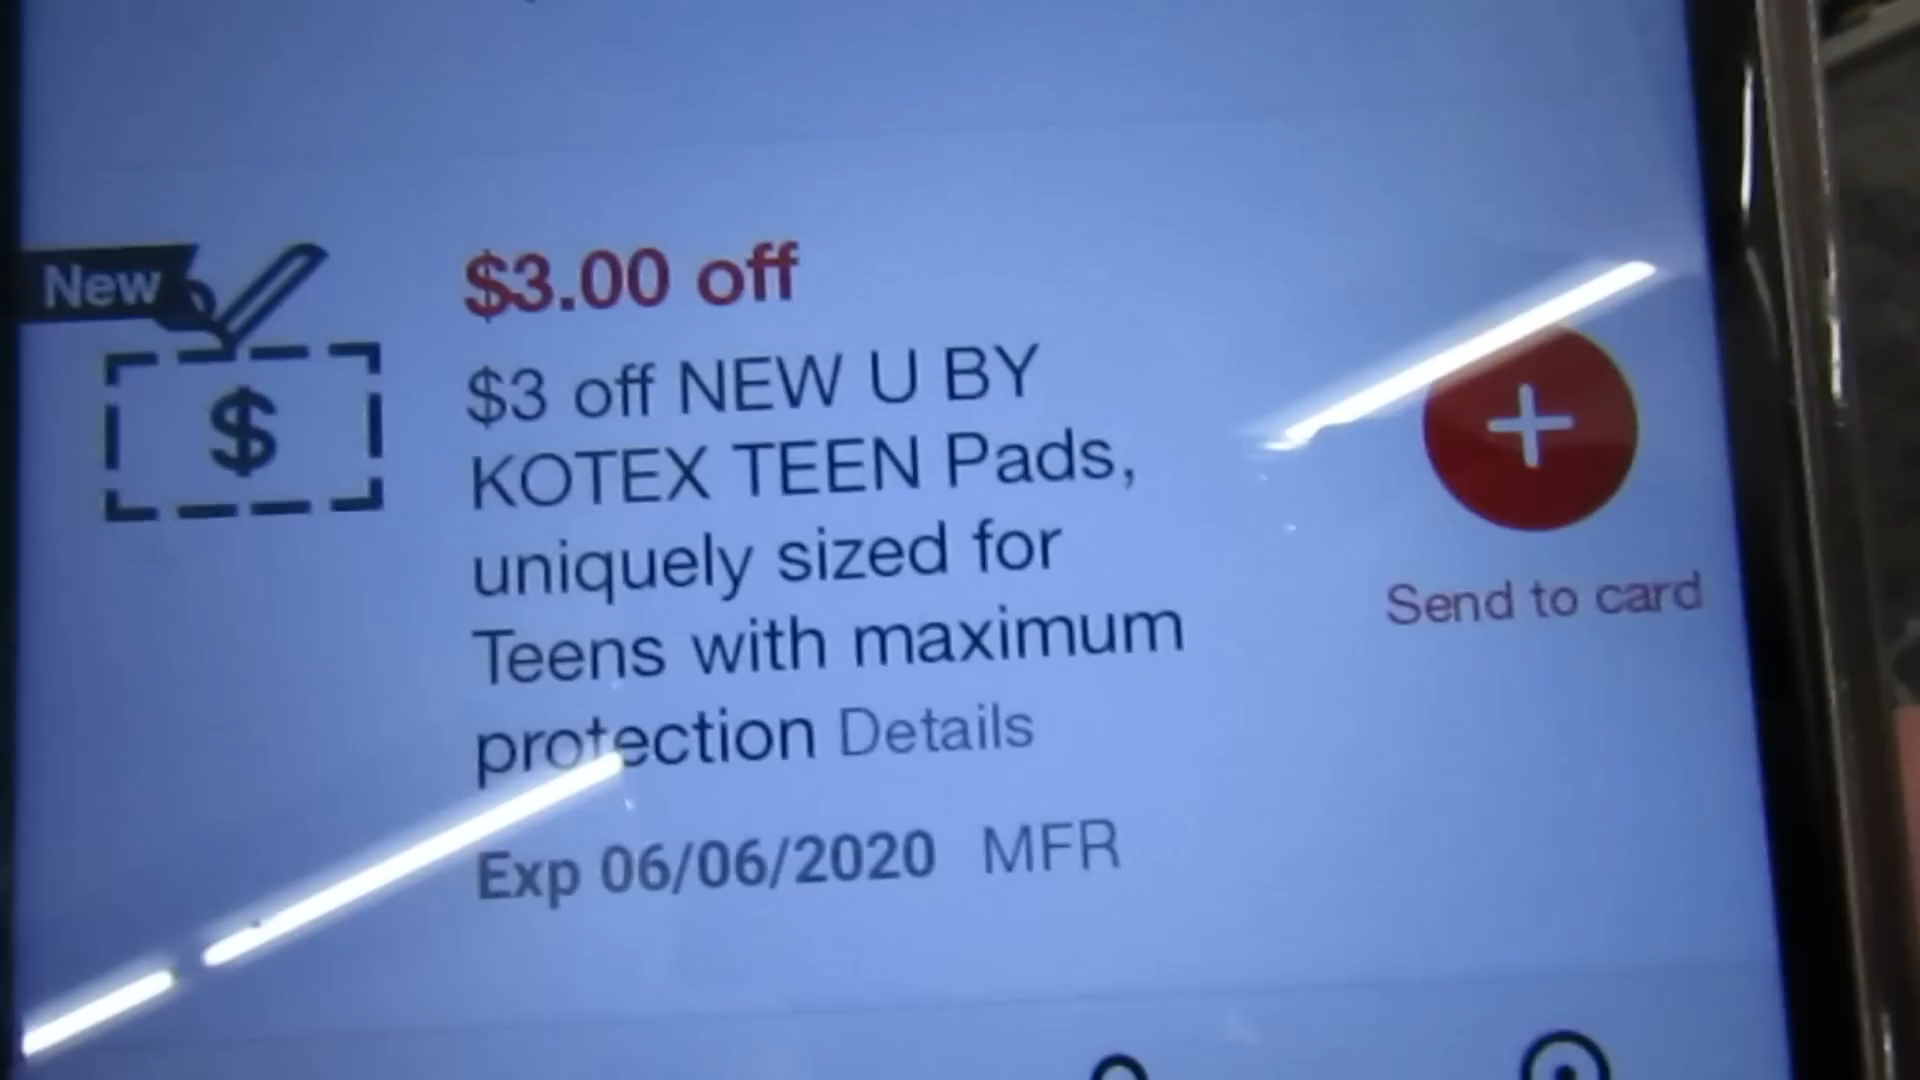 New
$3.00 off
$
$3 off NEW U BY
KOTEX TEEN Pads,
uniquely sized for
Teens with maximum
protection Details
Send to card
Exp 06/06/2020 MFR